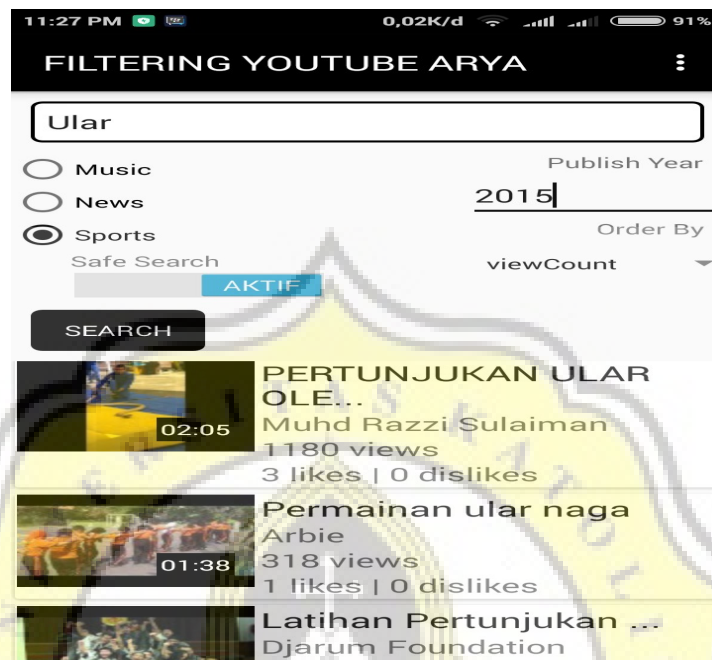 11:27 PM 0,02K/d 91%
FILTERING YOUTUBE ARYA
Ular
Music
News
Sports
Publish Year
2015
Order By
viewCount
Safe Search
AKTIF
SEARCH
PERTUNJUKAN ULAR
OLE...
Muhd Razzi Sulaiman
1180 views
3 likes | 0 dislikes
02:05
Permainan ular naga
Arbie
318 views
1 likes | 0 dislikes
01:38
Latihan Pertunjukan ...
Djarum Foundation